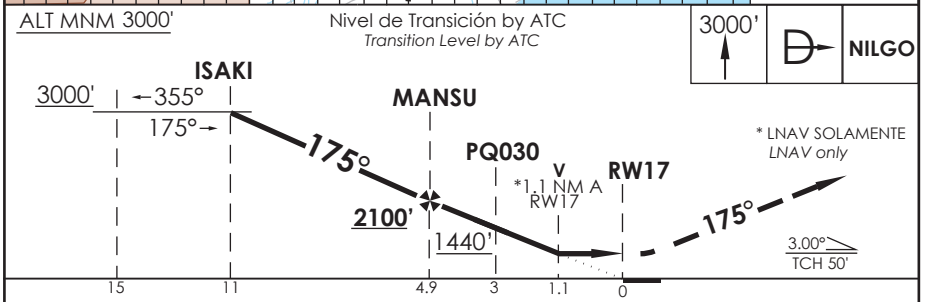 ALT MNM 3000'
Nivel de Transición by ATC
Transition Level by ATC
3000'
D
NILGO
ISAKI
3000'
←355°
175°→
MANSU
175°
PQ030
V
*1.1 NM A
RW17
RW17
* LNAV SOLAMENTE
LNAV only
2100'
1440'
175°
3.00°
TCH 50'
15
11
4.9
3
1.1
0